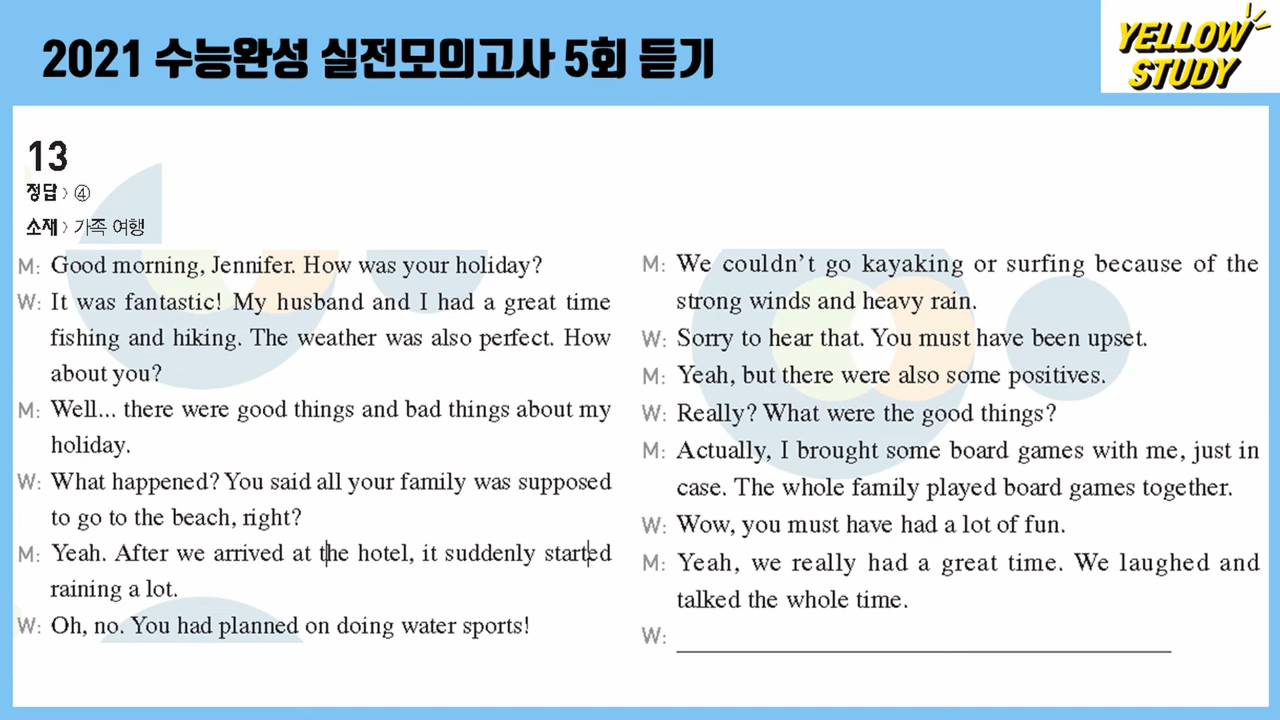 2021 수능완성 실전모의고사 5회 듣기
YELLOW
STUDY
13
정답 > ④
소재 > 가족 여행
M: Good morning, Jennifer. How was your holiday?
W: It was fantastic! My husband and I had a great time
fishing and hiking. The weather was also perfect. How
about you?
M: Well... there were good things and bad things about my
holiday.
W: What happened? You said all your family was supposed
to go to the beach, right?
M: Yeah. After we arrived at the hotel, it suddenly started
raining a lot.
W: Oh, no. You had planned on doing water sports!
M: We couldn't go kayaking or surfing because of the
strong winds and heavy rain.
W: Sorry to hear that. You must have been upset.
M: Yeah, but there were also some positives.
W: Really? What were the good things?
M: Actually, I brought some board games with me, just in
case. The whole family played board games together.
W: Wow, you must have had a lot of fun.
M: Yeah, we really had a great time. We laughed and
talked the whole time.
W: